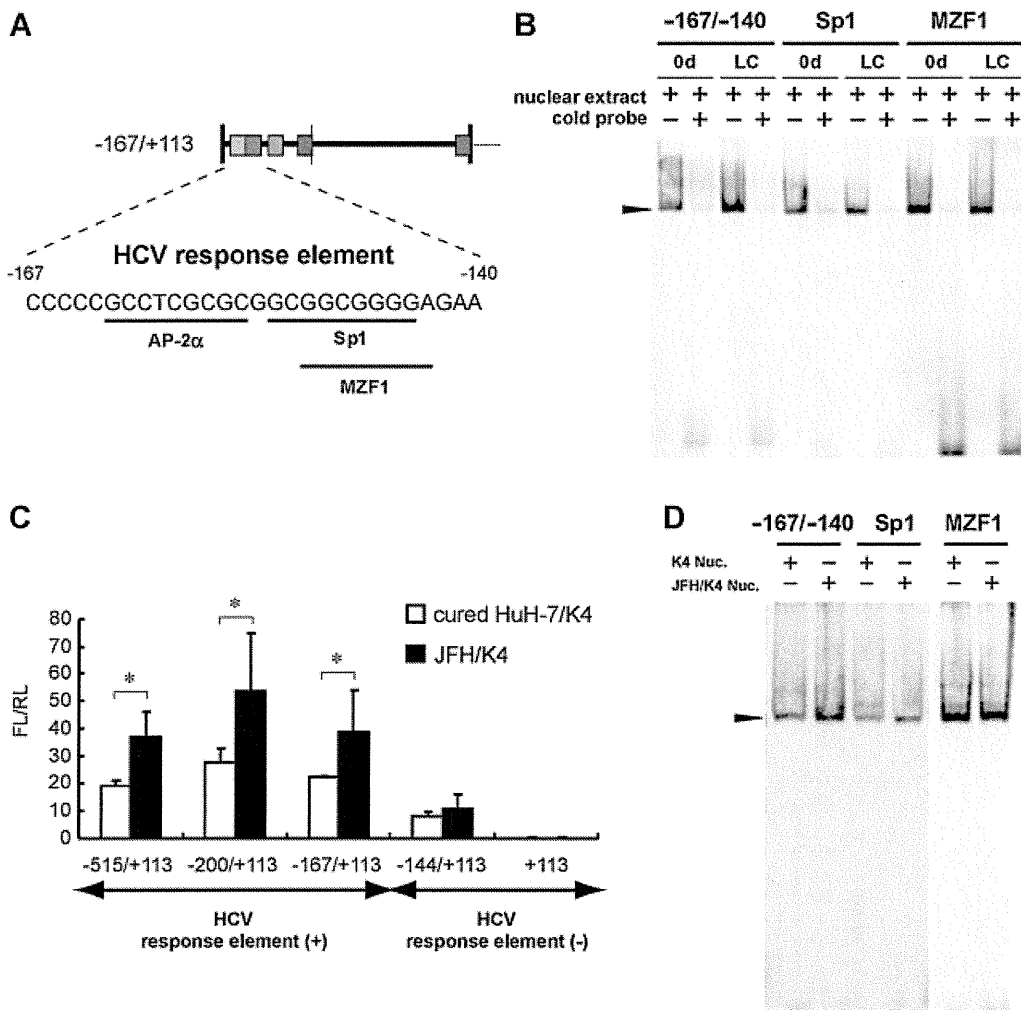 A
-167/+113
HCV response element
-167
-140
CCCCCGCCTCGCGCGGCGGCGGGGAGAA
AP-2α
Sp1
MZF1
B
-167/-140
Sp1
MZF1
0d
LC
0d
LC
0d
LC
nuclear extract
+ + + + + + + + + + + +
cold probe
- + - + - + - + - + - +
C
FL/RL
80
70
60
50
40
30
20
10
0
*
*
*
cured HuH-7/K4
JFH/K4
-515/+113
-200/+113
-167/+113
-144/+113
+113
HCV
response element (+)
HCV
response element (-)
D
-167/-140
Sp1
MZF1
K4 Nuc.
+ - + - + -
JFH/K4 Nuc.
- + - + - +